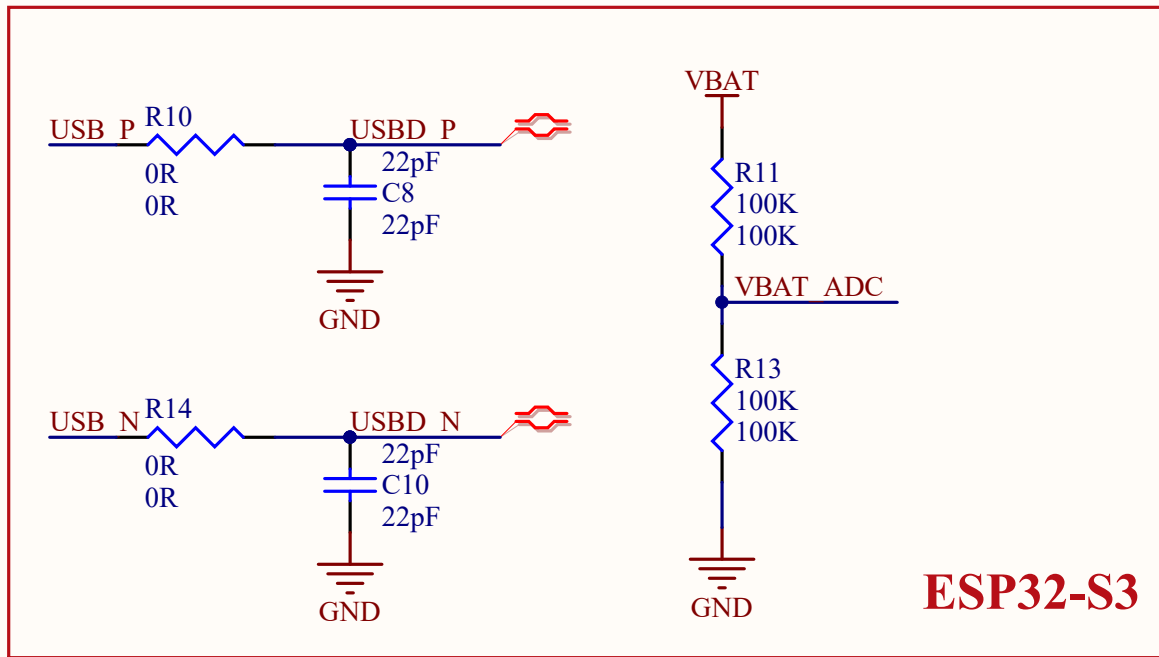 USB_P
R10
0R
0R
USBD_P
22pF
C8
22pF
GND
USB_N
R14
0R
0R
USBD_N
22pF
C10
22pF
GND
VBAT
R11
100K
100K
VBAT_ADC
R13
100K
100K
GND
ESP32-S3